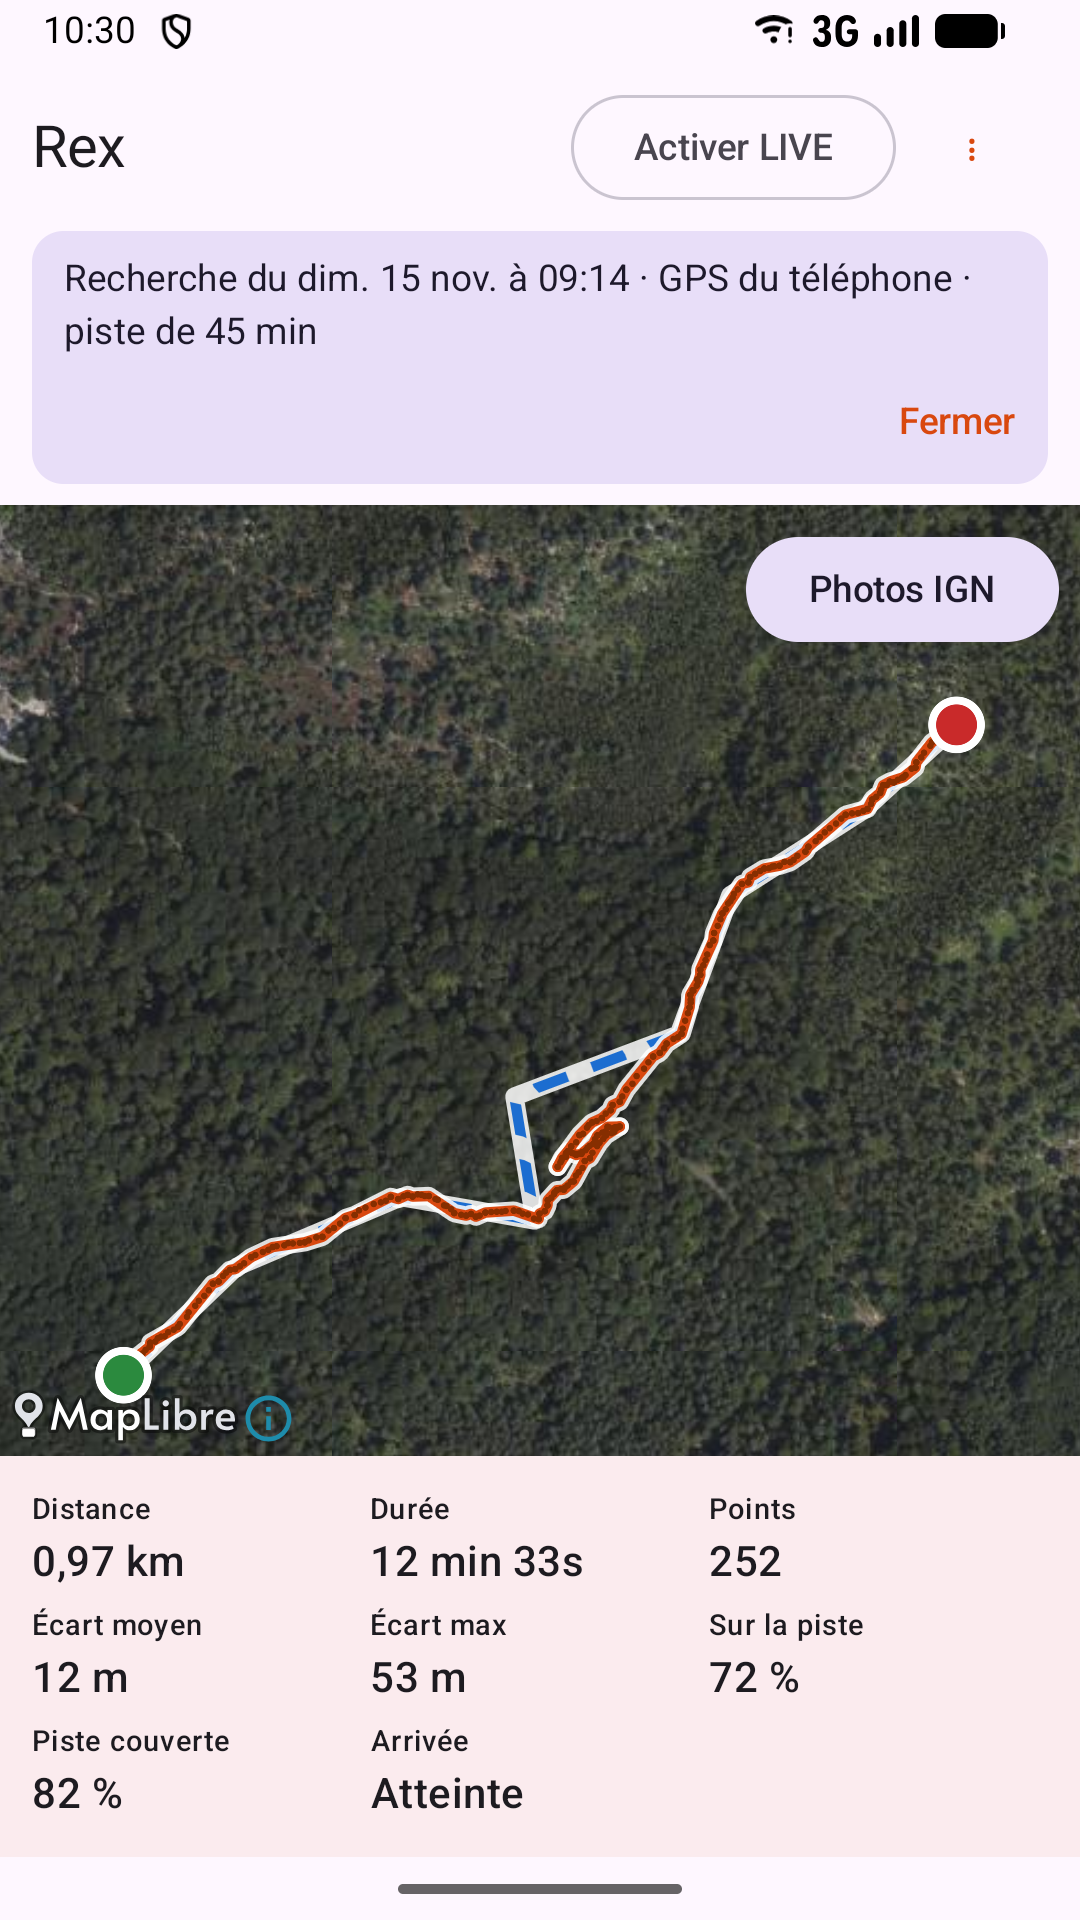 10:30
3G
Rex
Activer LIVE
Recherche du dim. 15 nov. à 09:14 · GPS du téléphone ·
piste de 45 min
Fermer
Photos IGN
MapLibre
Distance
Durée
Points
0,97 km
12 min 33s
252
Écart moyen
Écart max
Sur la piste
12 m
53 m
72 %
Piste couverte
Arrivée
82 %
Atteinte